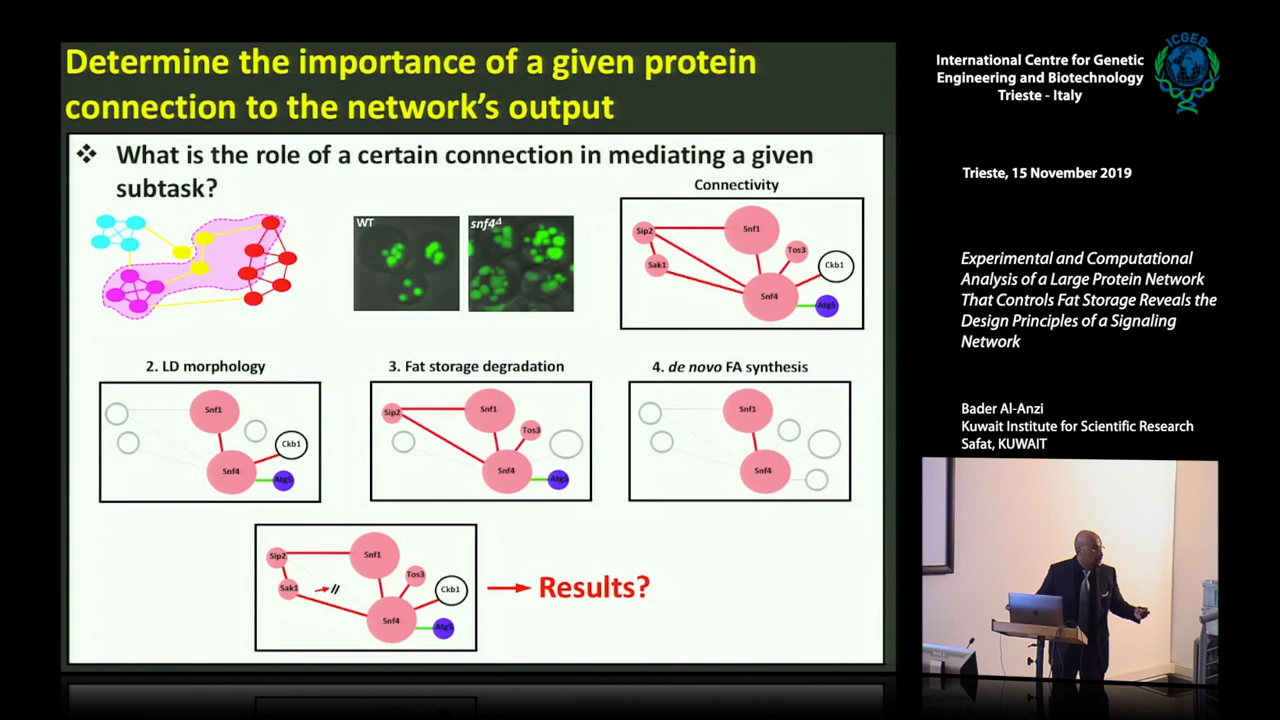 Determine the importance of a given protein
connection to the network's output
❖ What is the role of a certain connection in mediating a given
subtask?
WT
snf4Δ
Connectivity
Sip2
Snf1
Sak1
Tos3
Ckb1
Snf4
Atg5
2. LD morphology
Snf1
Ckb1
Snf4
Atg5
3. Fat storage degradation
Sip2
Snf1
Tos3
Snf4
Atg5
4. de novo FA synthesis
Snf1
Snf4
Sip2
Snf1
Sak1
Tos3
Ckb1
Snf4
Atg5
Results?
ICGEB
International Centre for Genetic
Engineering and Biotechnology
Trieste - Italy
Trieste, 15 November 2019
Experimental and Computational
Analysis of a Large Protein Network
That Controls Fat Storage Reveals the
Design Principles of a Signaling
Network
Bader Al-Anzi
Kuwait Institute for Scientific Research
Safat, KUWAIT